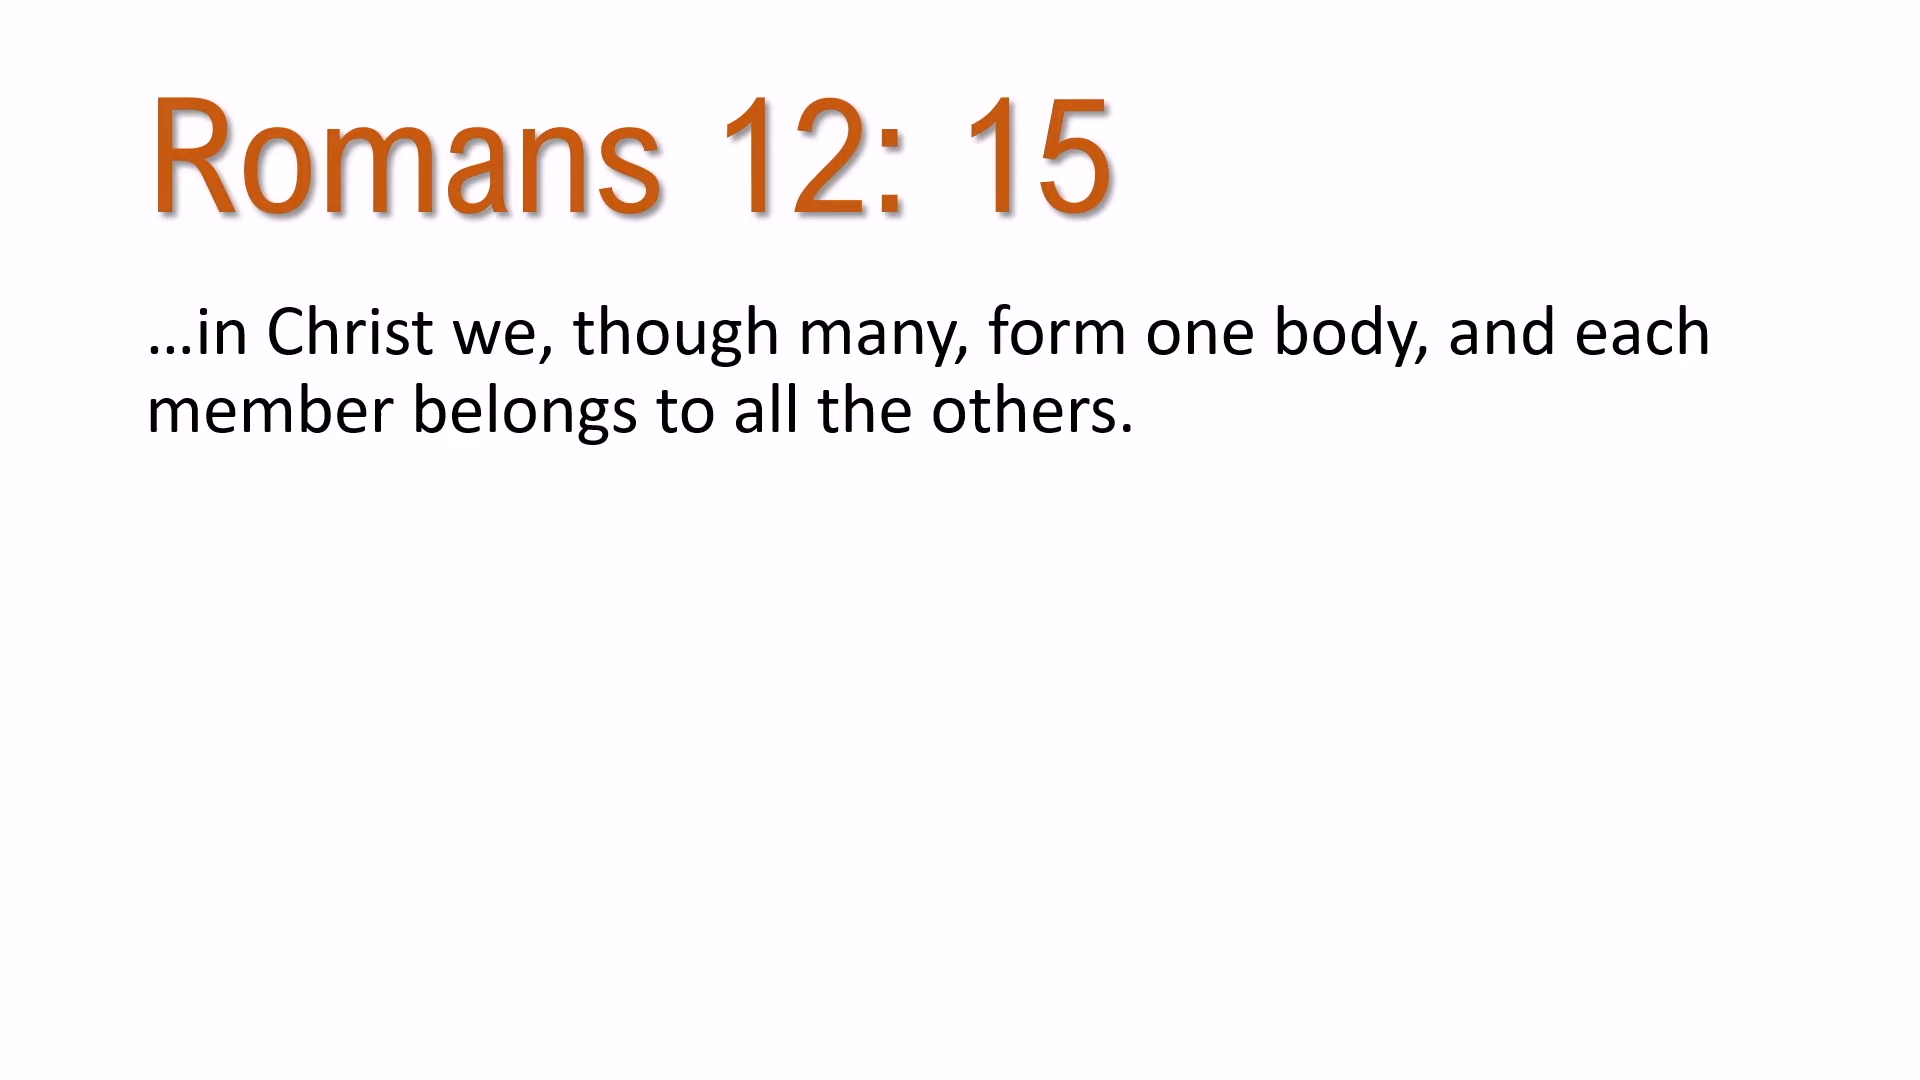 Romans 12: 15
...in Christ we, though many, form one body, and each
member belongs to all the others.